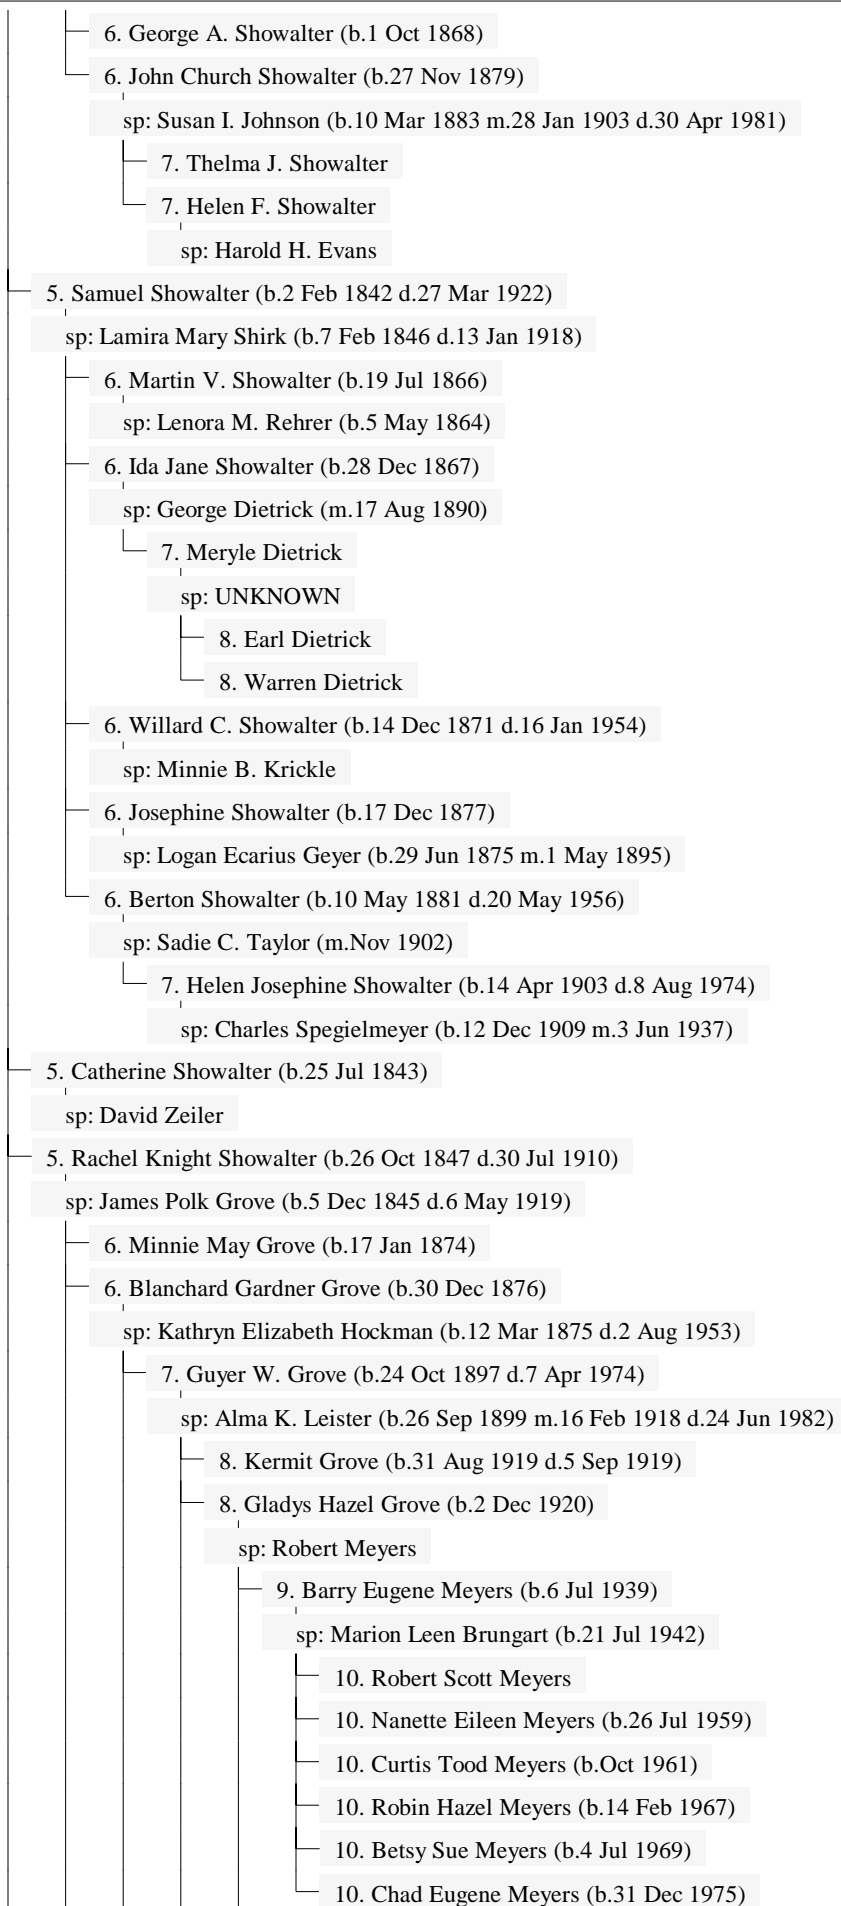 6. George A. Showalter (b.1 Oct 1868)
6. John Church Showalter (b.27 Nov 1879)
sp: Susan I. Johnson (b.10 Mar 1883 m.28 Jan 1903 d.30 Apr 1981)
7. Thelma J. Showalter
7. Helen F. Showalter
sp: Harold H. Evans
5. Samuel Showalter (b.2 Feb 1842 d.27 Mar 1922)
sp: Lamira Mary Shirk (b.7 Feb 1846 d.13 Jan 1918)
6. Martin V. Showalter (b.19 Jul 1866)
sp: Lenora M. Rehrer (b.5 May 1864)
6. Ida Jane Showalter (b.28 Dec 1867)
sp: George Dietrick (m.17 Aug 1890)
7. Meryle Dietrick
sp: UNKNOWN
8. Earl Dietrick
8. Warren Dietrick
6. Willard C. Showalter (b.14 Dec 1871 d.16 Jan 1954)
sp: Minnie B. Krickle
6. Josephine Showalter (b.17 Dec 1877)
sp: Logan Ecarius Geyer (b.29 Jun 1875 m.1 May 1895)
6. Berton Showalter (b.10 May 1881 d.20 May 1956)
sp: Sadie C. Taylor (m.Nov 1902)
7. Helen Josephine Showalter (b.14 Apr 1903 d.8 Aug 1974)
sp: Charles Spegielmeyer (b.12 Dec 1909 m.3 Jun 1937)
5. Catherine Showalter (b.25 Jul 1843)
sp: David Zeiler
5. Rachel Knight Showalter (b.26 Oct 1847 d.30 Jul 1910)
sp: James Polk Grove (b.5 Dec 1845 d.6 May 1919)
6. Minnie May Grove (b.17 Jan 1874)
6. Blanchard Gardner Grove (b.30 Dec 1876)
sp: Kathryn Elizabeth Hockman (b.12 Mar 1875 d.2 Aug 1953)
7. Guyer W. Grove (b.24 Oct 1897 d.7 Apr 1974)
sp: Alma K. Leister (b.26 Sep 1899 m.16 Feb 1918 d.24 Jun 1982)
8. Kermit Grove (b.31 Aug 1919 d.5 Sep 1919)
8. Gladys Hazel Grove (b.2 Dec 1920)
sp: Robert Meyers
9. Barry Eugene Meyers (b.6 Jul 1939)
sp: Marion Leen Brungart (b.21 Jul 1942)
10. Robert Scott Meyers
10. Nanette Eileen Meyers (b.26 Jul 1959)
10. Curtis Tood Meyers (b.Oct 1961)
10. Robin Hazel Meyers (b.14 Feb 1967)
10. Betsy Sue Meyers (b.4 Jul 1969)
10. Chad Eugene Meyers (b.31 Dec 1975)